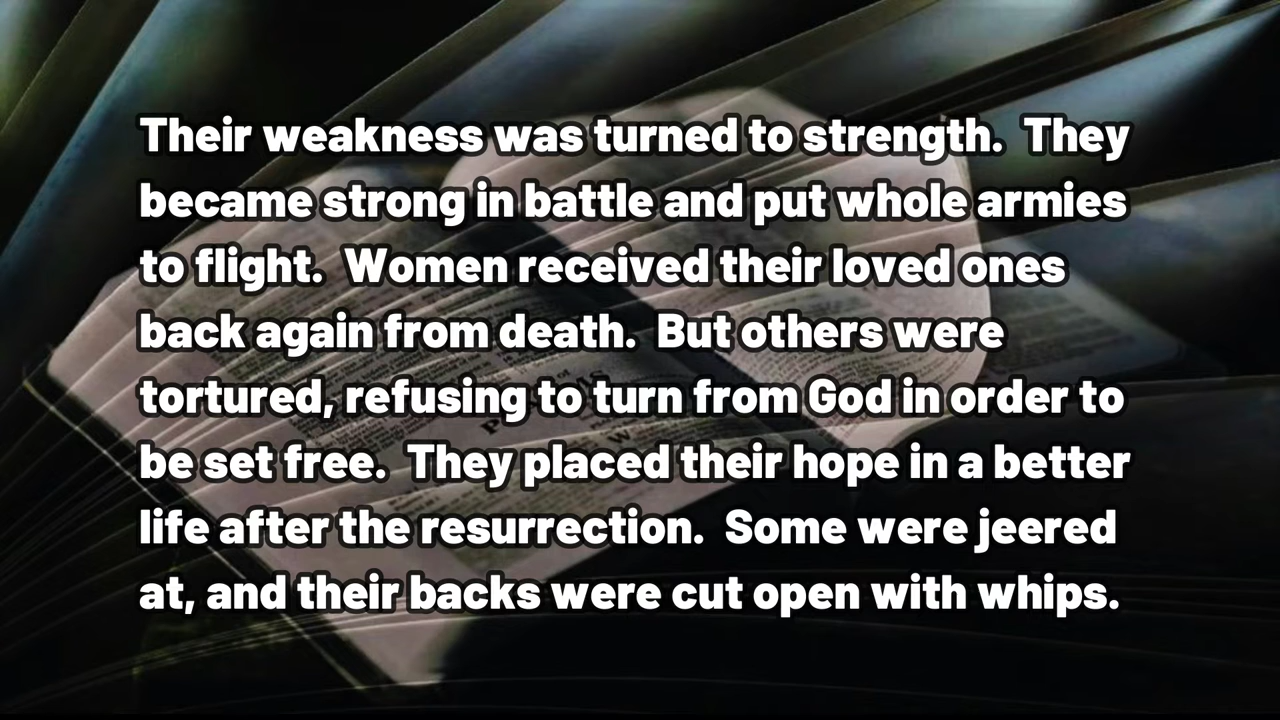 Their weakness was turned to strength.  They
became strong in battle and put whole armies
to flight.  Women received their loved ones
back again from death.  But others were
tortured, refusing to turn from God in order to
be set free.  They placed their hope in a better
life after the resurrection.  Some were jeered
at, and their backs were cut open with whips.